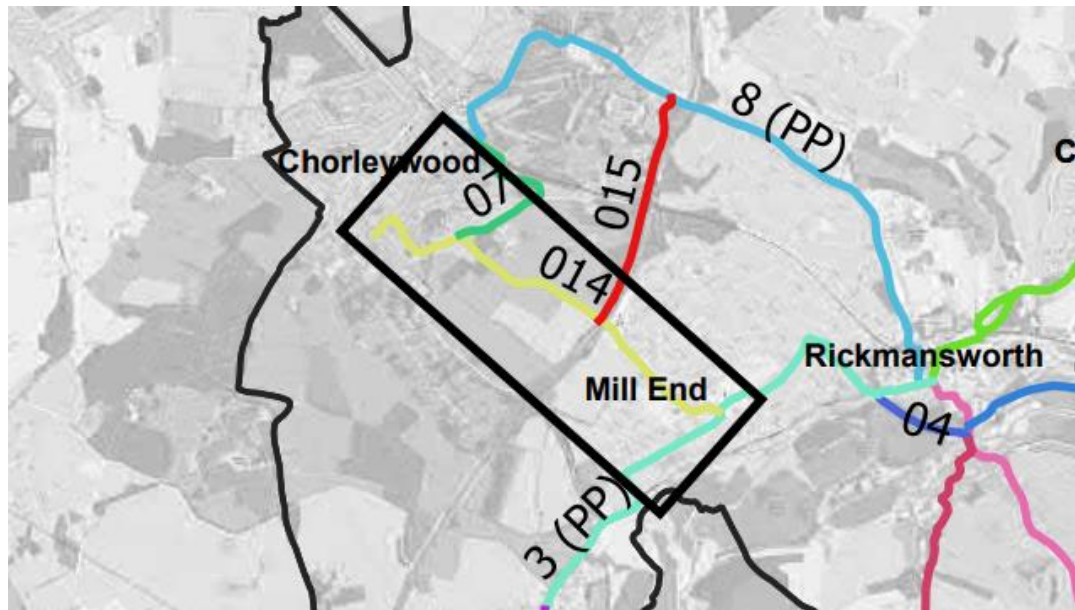 8 (PP)
C
Chorleywood
07
015
014
Rickmansworth
Mill End
04
3 (PP)